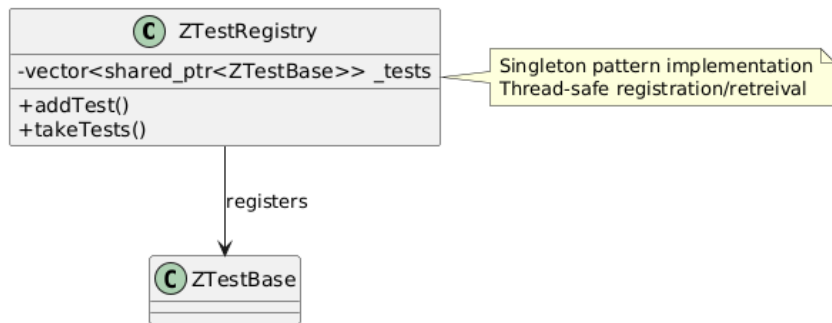 C ZTestRegistry
-vector<shared_ptr<ZTestBase>> _tests
+addTest()
+takeTests()
Singleton pattern implementation
Thread-safe registration/retreival
registers
C ZTestBase